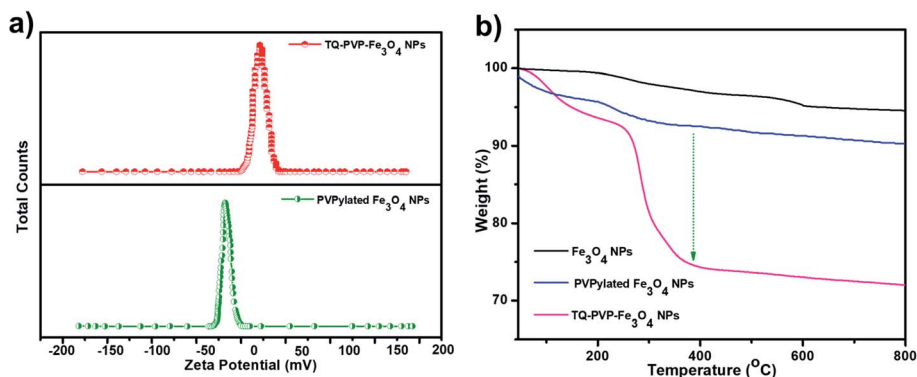 a)
TQ-PVP-Fe3O4 NPs
PVPylated Fe3O4 NPs
Total Counts
-200 -150 -100 -50 0 50 100 150 200
Zeta Potential (mV)
b)
100
90
80
70
Weight (%)
Fe3O4 NPs
PVPylated Fe3O4 NPs
TQ-PVP-Fe3O4 NPs
200 400 600 800
Temperature (OC)